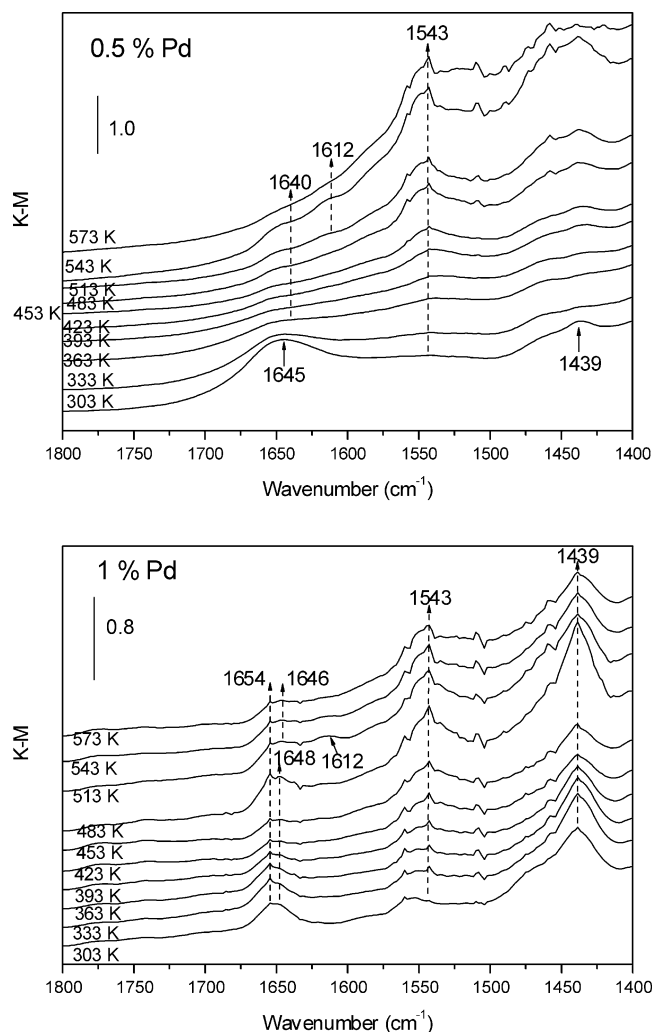 0.5 % Pd
1543
1.0
1612
1640
K-M
573 K
543 K
513 K
483 K
453 K
423 K
393 K
363 K
1645
1439
333 K
303 K
1800 1750 1700 1650 1600 1550 1500 1450 1400
Wavenumber (cm-1)
1 % Pd
1439
0.8
1543
1654 1646
K-M
573 K
1648
1612
543 K
513 K
483 K
453 K
423 K
393 K
363 K
333 K
303 K
1800 1750 1700 1650 1600 1550 1500 1450 1400
Wavenumber (cm-1)